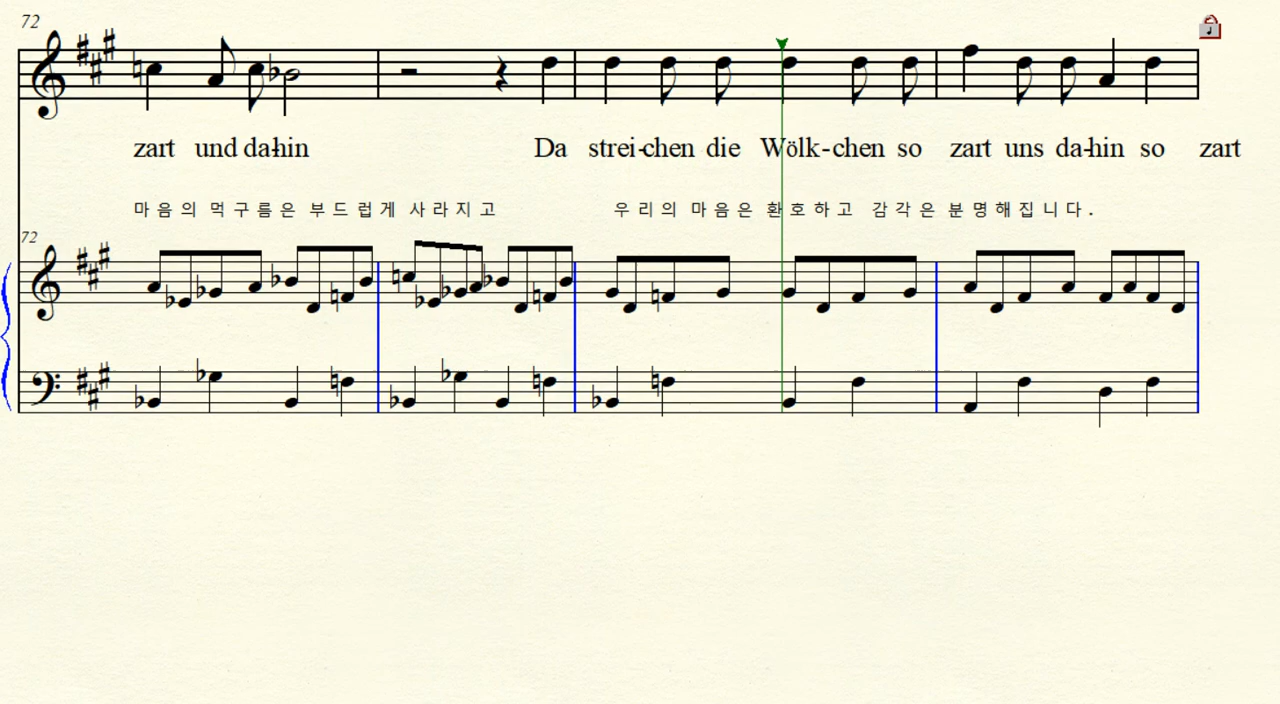 72
zart und da-hin Da strei-chen die Wölk-chen so zart uns da-hin so zart
마음의 먹구름은 부드럽게 사라지고 우리의 마음은 환호하고 감각은 분명해집니다.
72